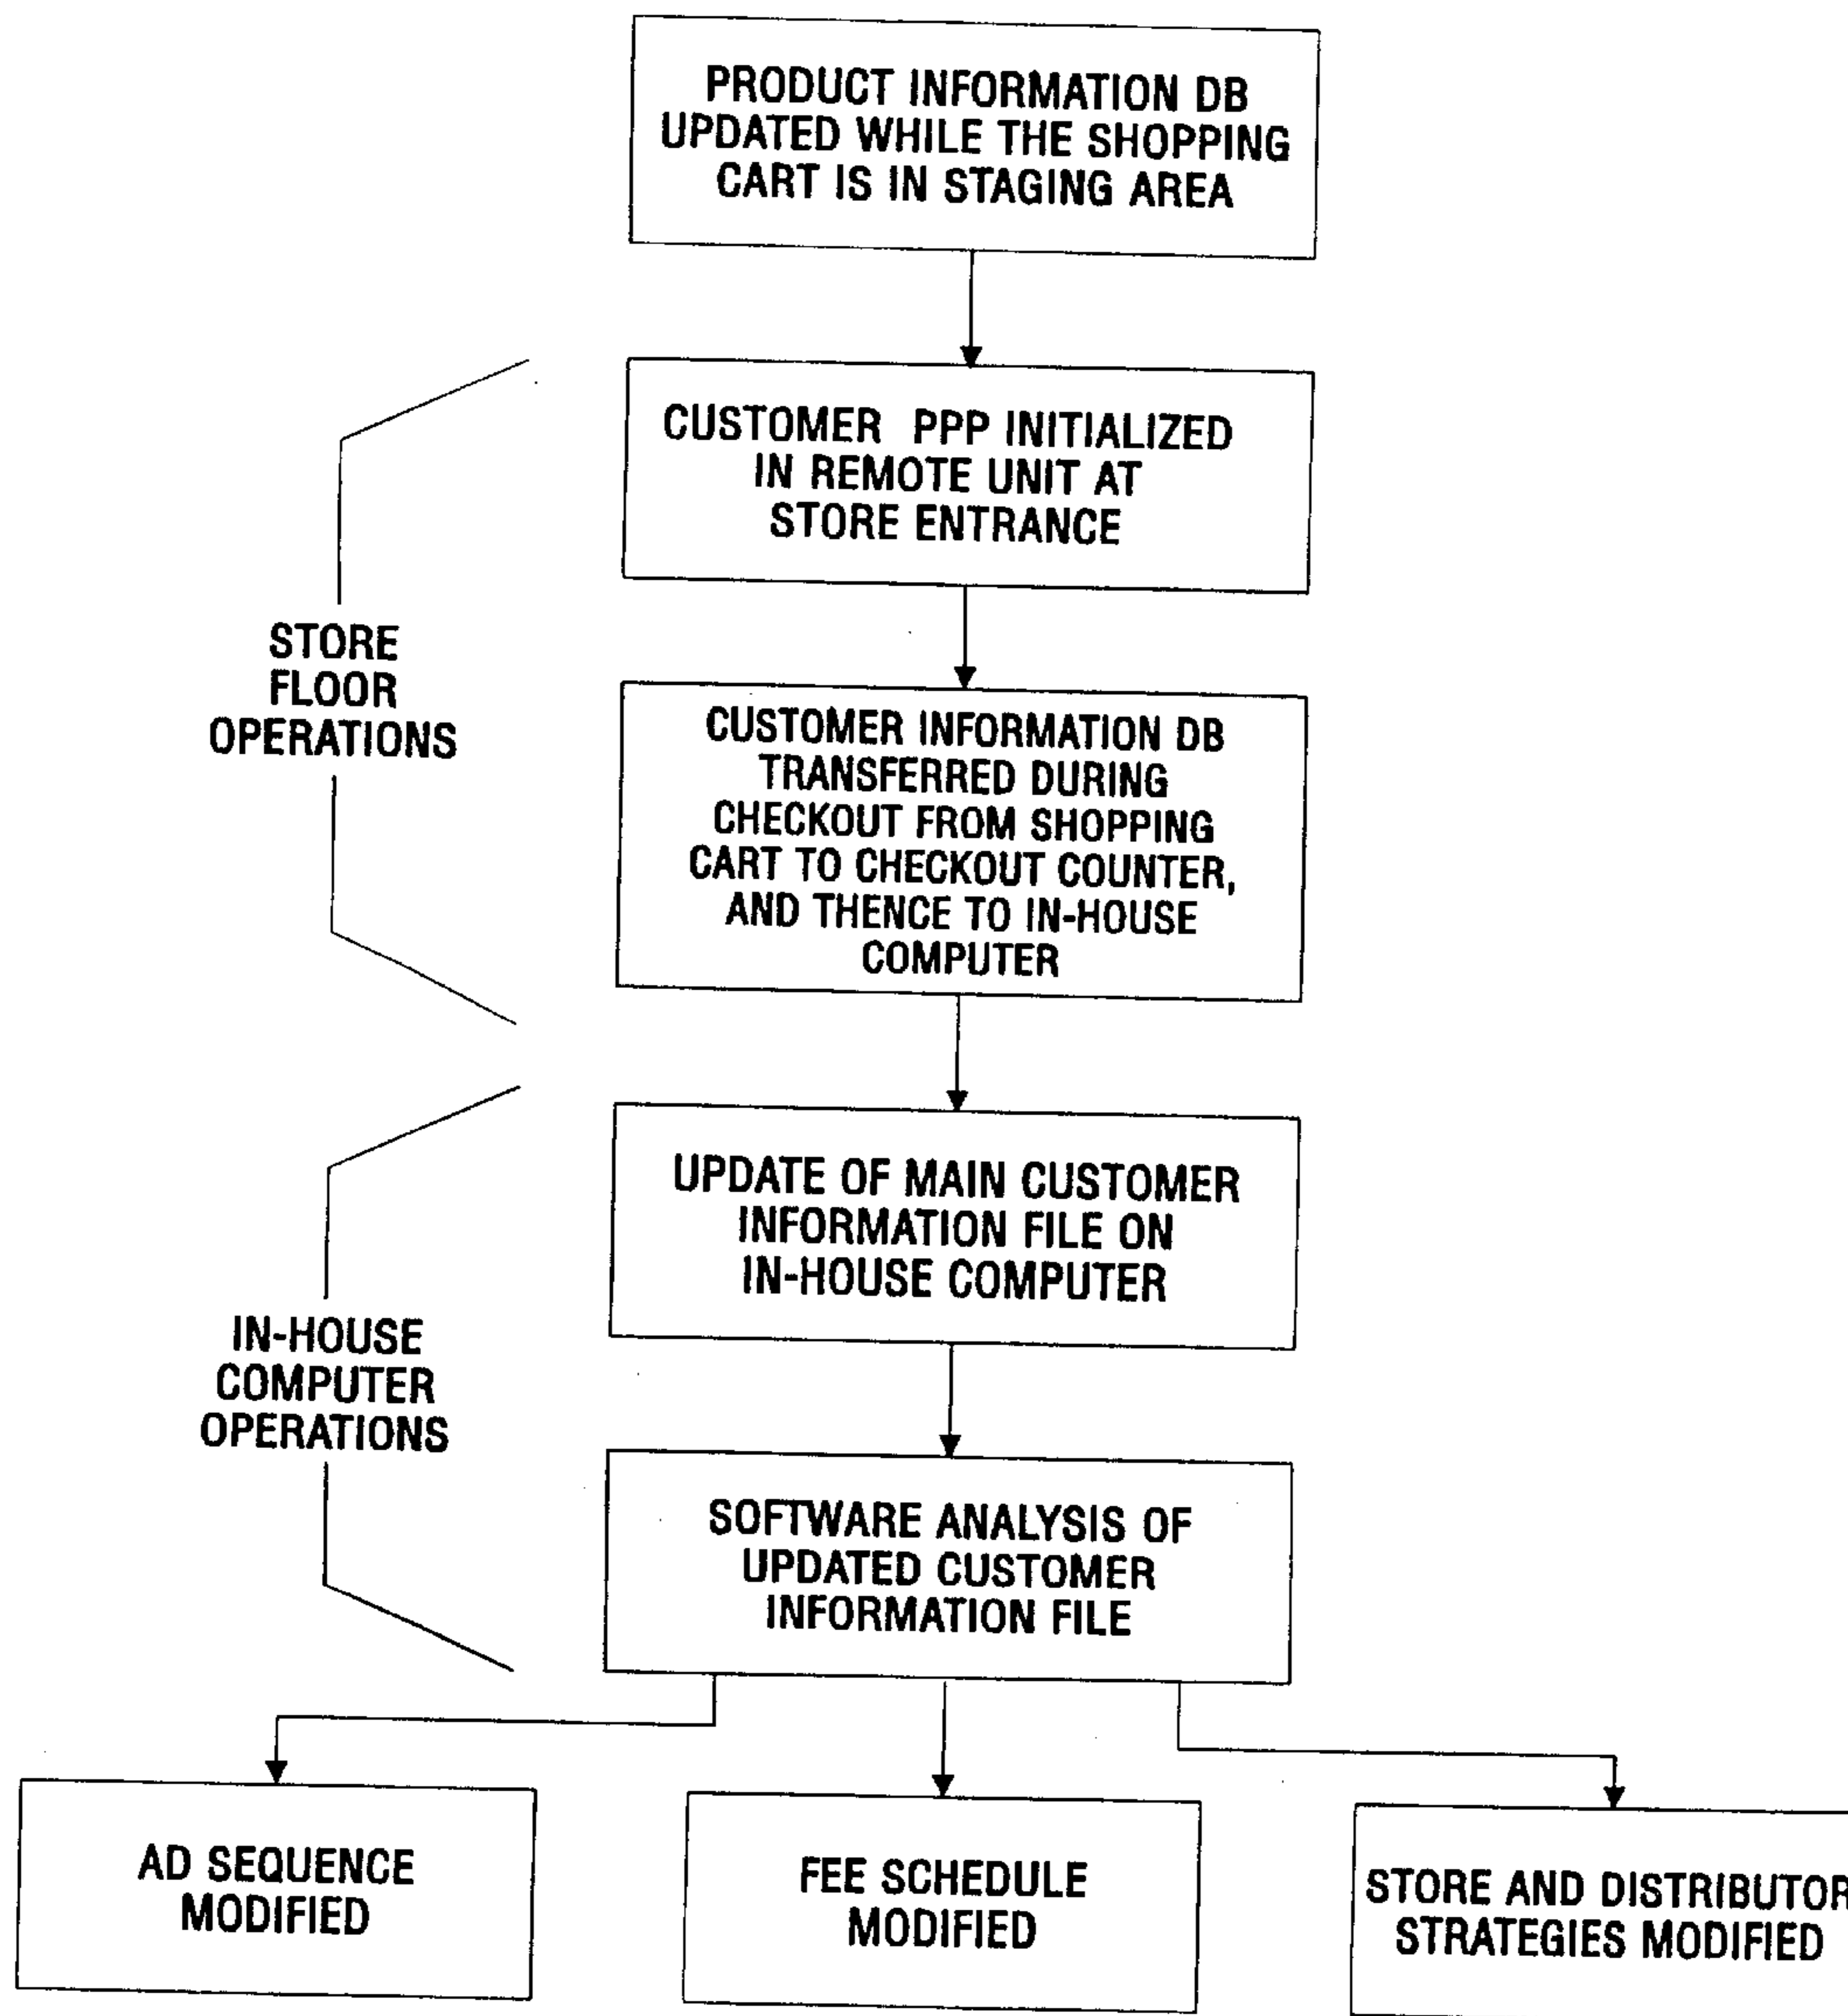 PRODUCT INFORMATION DB
UPDATED WHILE THE SHOPPING
CART IS IN STAGING AREA
CUSTOMER PPP INITIALIZED
IN REMOTE UNIT AT
STORE ENTRANCE
STORE
FLOOR
OPERATIONS
CUSTOMER INFORMATION DB
TRANSFERRED DURING
CHECKOUT FROM SHOPPING
CART TO CHECKOUT COUNTER,
AND THENCE TO IN-HOUSE
COMPUTER
UPDATE OF MAIN CUSTOMER
INFORMATION FILE ON
IN-HOUSE COMPUTER
IN-HOUSE
COMPUTER
OPERATIONS
SOFTWARE ANALYSIS OF
UPDATED CUSTOMER
INFORMATION FILE
AD SEQUENCE
MODIFIED
FEE SCHEDULE
MODIFIED
STORE AND DISTRIBUTOR
STRATEGIES MODIFIED